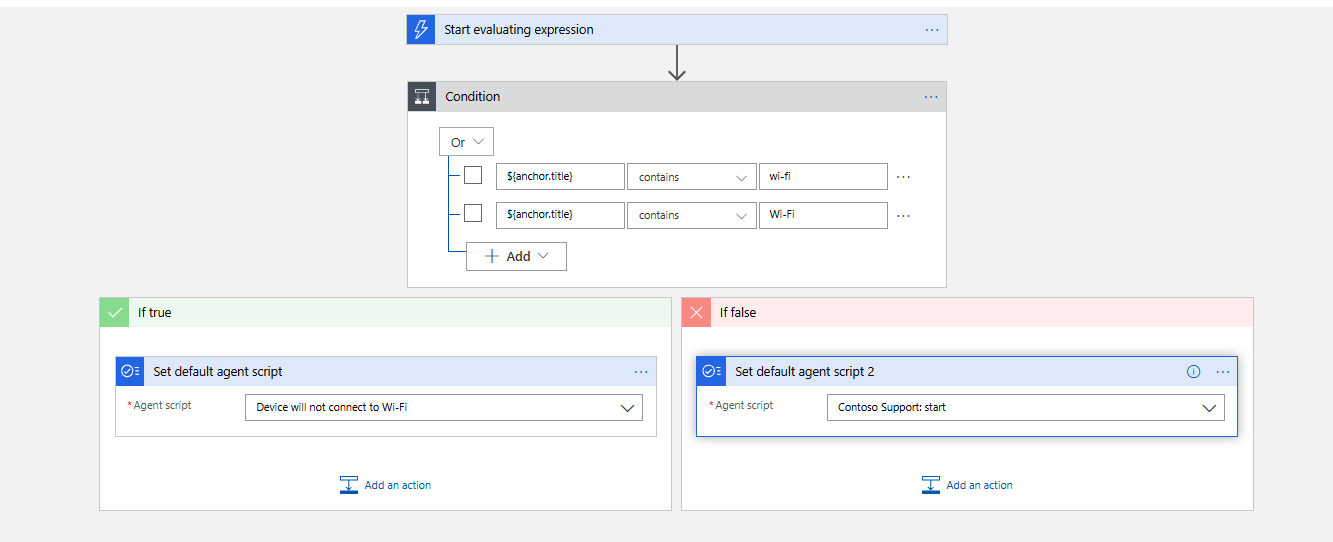 Start evaluating expression
Condition
Or
${anchor.title} contains wi-fi
${anchor.title} contains Wi-Fi
Add
If true
Set default agent script
*Agent script Device will not connect to Wi-Fi
Add an action
If false
Set default agent script 2
*Agent script Contoso Support: start
Add an action